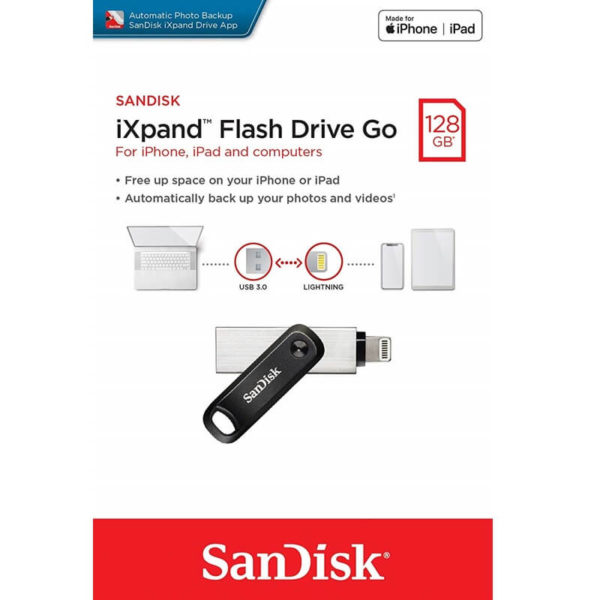 Automatic Photo Backup
SanDisk iXpand Drive App
Made for
iPhone | iPad
SANDISK
iXpand™ Flash Drive Go
For iPhone, iPad and computers
128
GB*
• Free up space on your iPhone or iPad
• Automatically back up your photos and videos¹
USB 3.0
LIGHTNING
SanDisk
SanDisk®